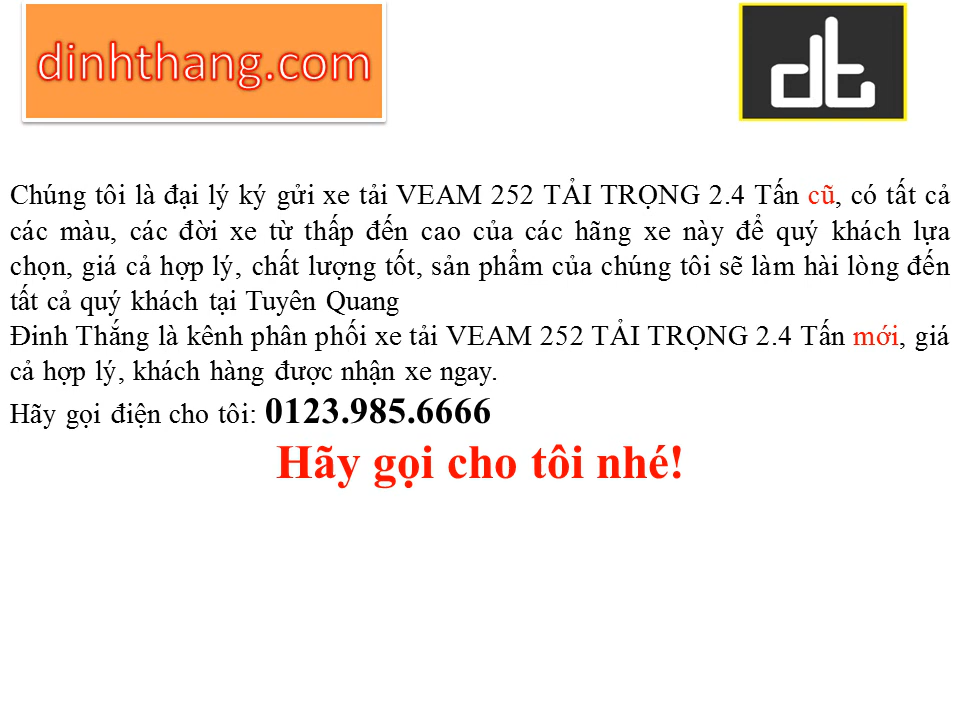 dinhthang.com
dt
Chúng tôi là đại lý ký gửi xe tải VEAM 252 TẢI TRỌNG 2.4 Tấn cũ, có tất cả
các màu, các đời xe từ thấp đến cao của các hãng xe này để quý khách lựa
chọn, giá cả hợp lý, chất lượng tốt, sản phẩm của chúng tôi sẽ làm hài lòng đến
tất cả quý khách tại Tuyên Quang
Đinh Thắng là kênh phân phối xe tải VEAM 252 TẢI TRỌNG 2.4 Tấn mới, giá
cả hợp lý, khách hàng được nhận xe ngay.
Hãy gọi điện cho tôi: 0123.985.6666
Hãy gọi cho tôi nhé!